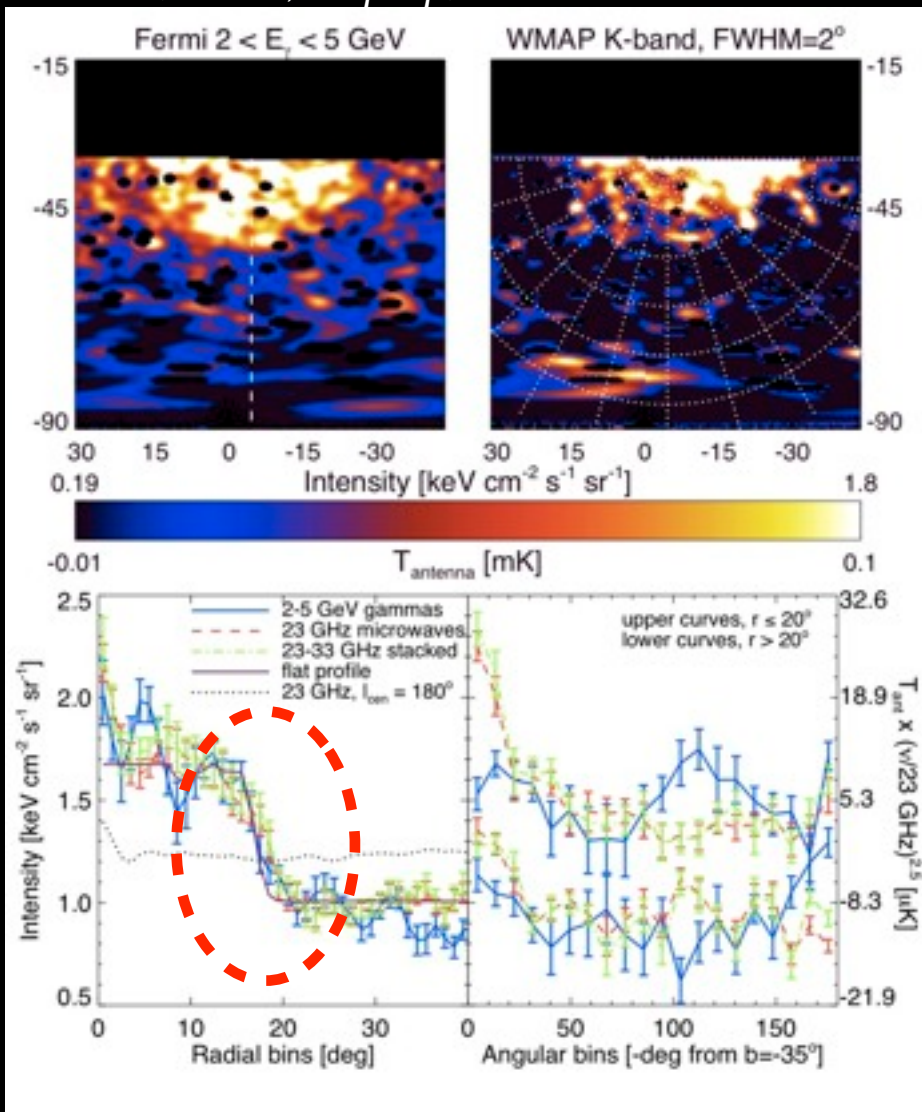 Fermi 2 < Eγ < 5 GeV
WMAP K-band, FWHM=2°
-15
-45
-90
-15
-45
-90
30 15 0 -15 -30
30 15 0 -15 -30
0.19 Intensity [keV cm⁻² s⁻¹ sr⁻¹] 1.8
-0.01 T_antenna [mK] 0.1
2.5
2.0
1.5
1.0
0.5
Intensity [keV cm⁻² s⁻¹ sr⁻¹]
2-5 GeV gammas
23 GHz microwaves
23-33 GHz stacked
flat profile
23 GHz, l_cen = 180°
0 10 20 30
Radial bins [deg]
upper curves, r ≤ 20°
lower curves, r > 20°
32.6
18.9
5.3
-8.3
-21.9
T_ant x (ν/23 GHz)^2.5 [μK]
0 50 100 150
Angular bins [-deg from b=-35°]